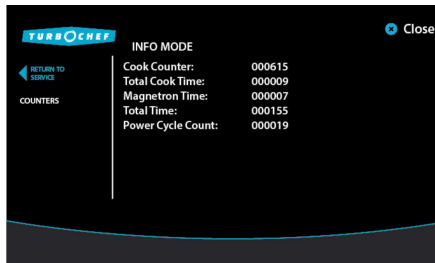 TURBOCHEF
Close
INFO MODE
RETURN TO
SERVICE
COUNTERS
Cook Counter: 000615
Total Cook Time: 000009
Magnetron Time: 000007
Total Time: 000155
Power Cycle Count: 000019